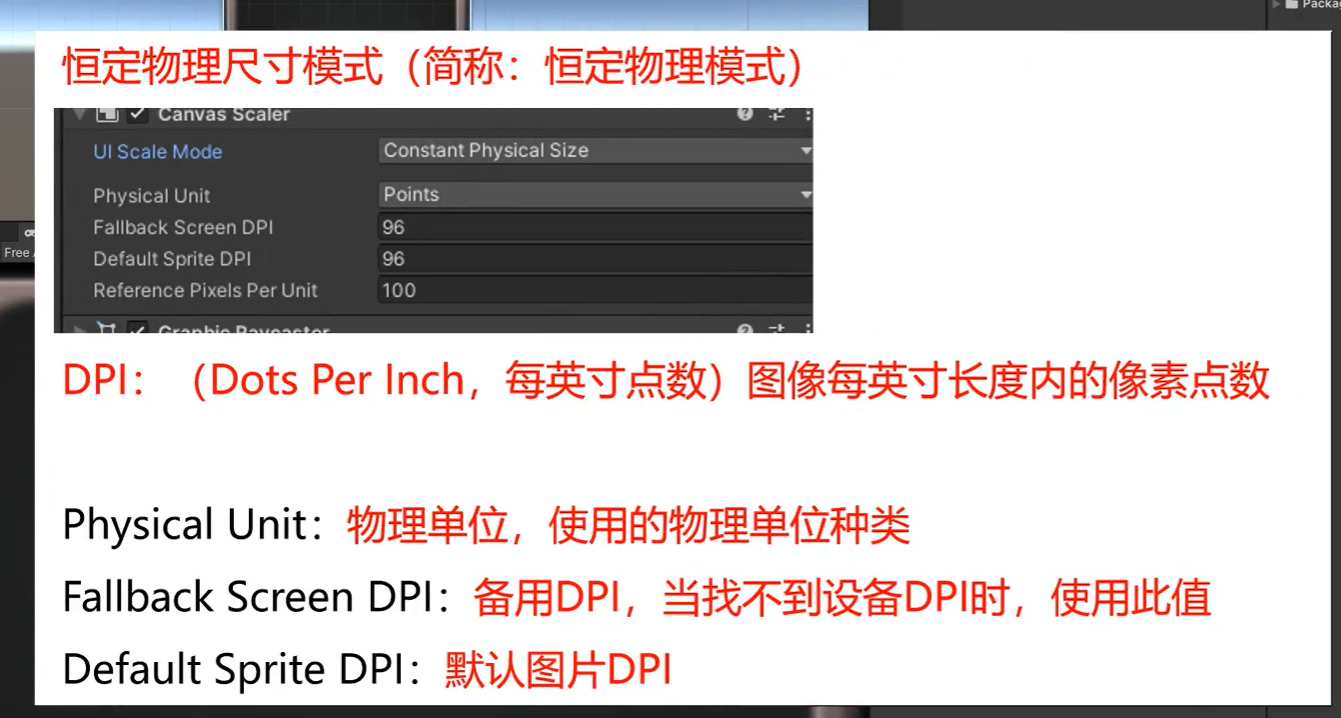 Packa
恒定物理尺寸模式（简称：恒定物理模式）
Canvas Scaler
UI Scale Mode Constant Physical Size
Physical Unit Points
Fallback Screen DPI 96
Free
Default Sprite DPI 96
Reference Pixels Per Unit 100
Graphic Raycaster
DPI：（Dots Per Inch，每英寸点数）图像每英寸长度内的像素点数
Physical Unit：物理单位，使用的物理单位种类
Fallback Screen DPI：备用DPI，当找不到设备DPI时，使用此值
Default Sprite DPI：默认图片DPI